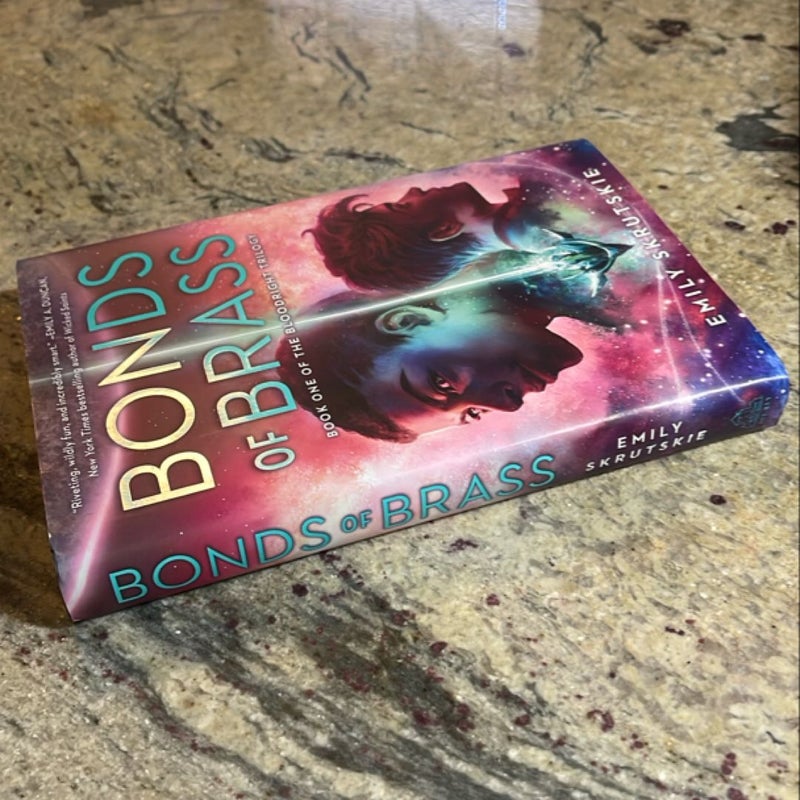 "Riveting, wildly fun, and incredibly smart." —EMILY A. DUNCAN,
New York Times bestselling author of Wicked Saints
BONDS
OF BRASS
BOOK ONE OF THE BLOODRIGHT TRILOGY
EMILY SKRUTSKIE
BONDS OF BRASS
EMILY
SKRUTSKIE